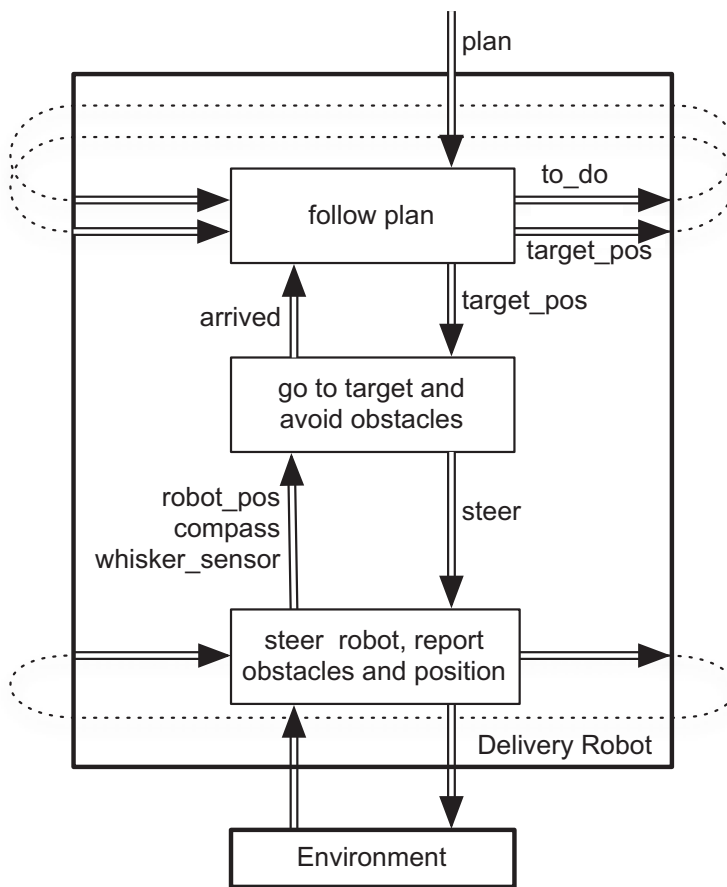 plan
to_do
follow plan
target_pos
arrived
target_pos
go to target and
avoid obstacles
robot_pos
compass
whisker_sensor
steer
steer robot, report
obstacles and position
Delivery Robot
Environment